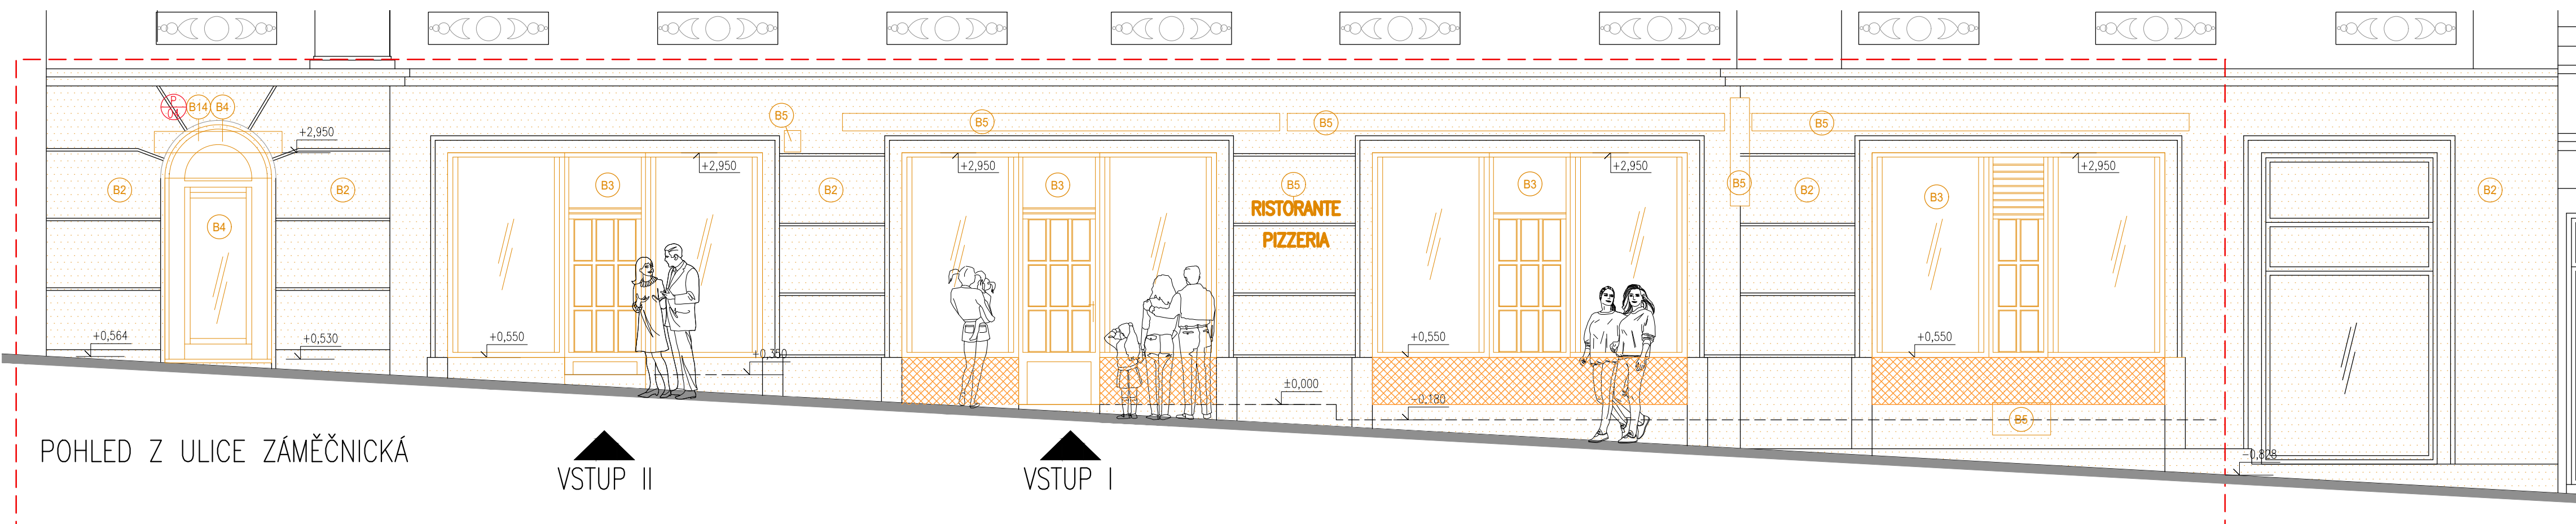 P
01
B14
B4
B5
B5
B5
B5
+2,950
+2,950
+2,950
+2,950
+2,950
B2
B2
B3
B2
B3
B5
B3
B5
B2
B3
B2
RISTORANTE
PIZZERIA
B4
+0,564
+0,530
+0,550
+0,350
+0,550
+0,550
±0,000
-0,180
B5
-0,828
POHLED Z ULICE ZÁMĚČNICKÁ
VSTUP II
VSTUP I